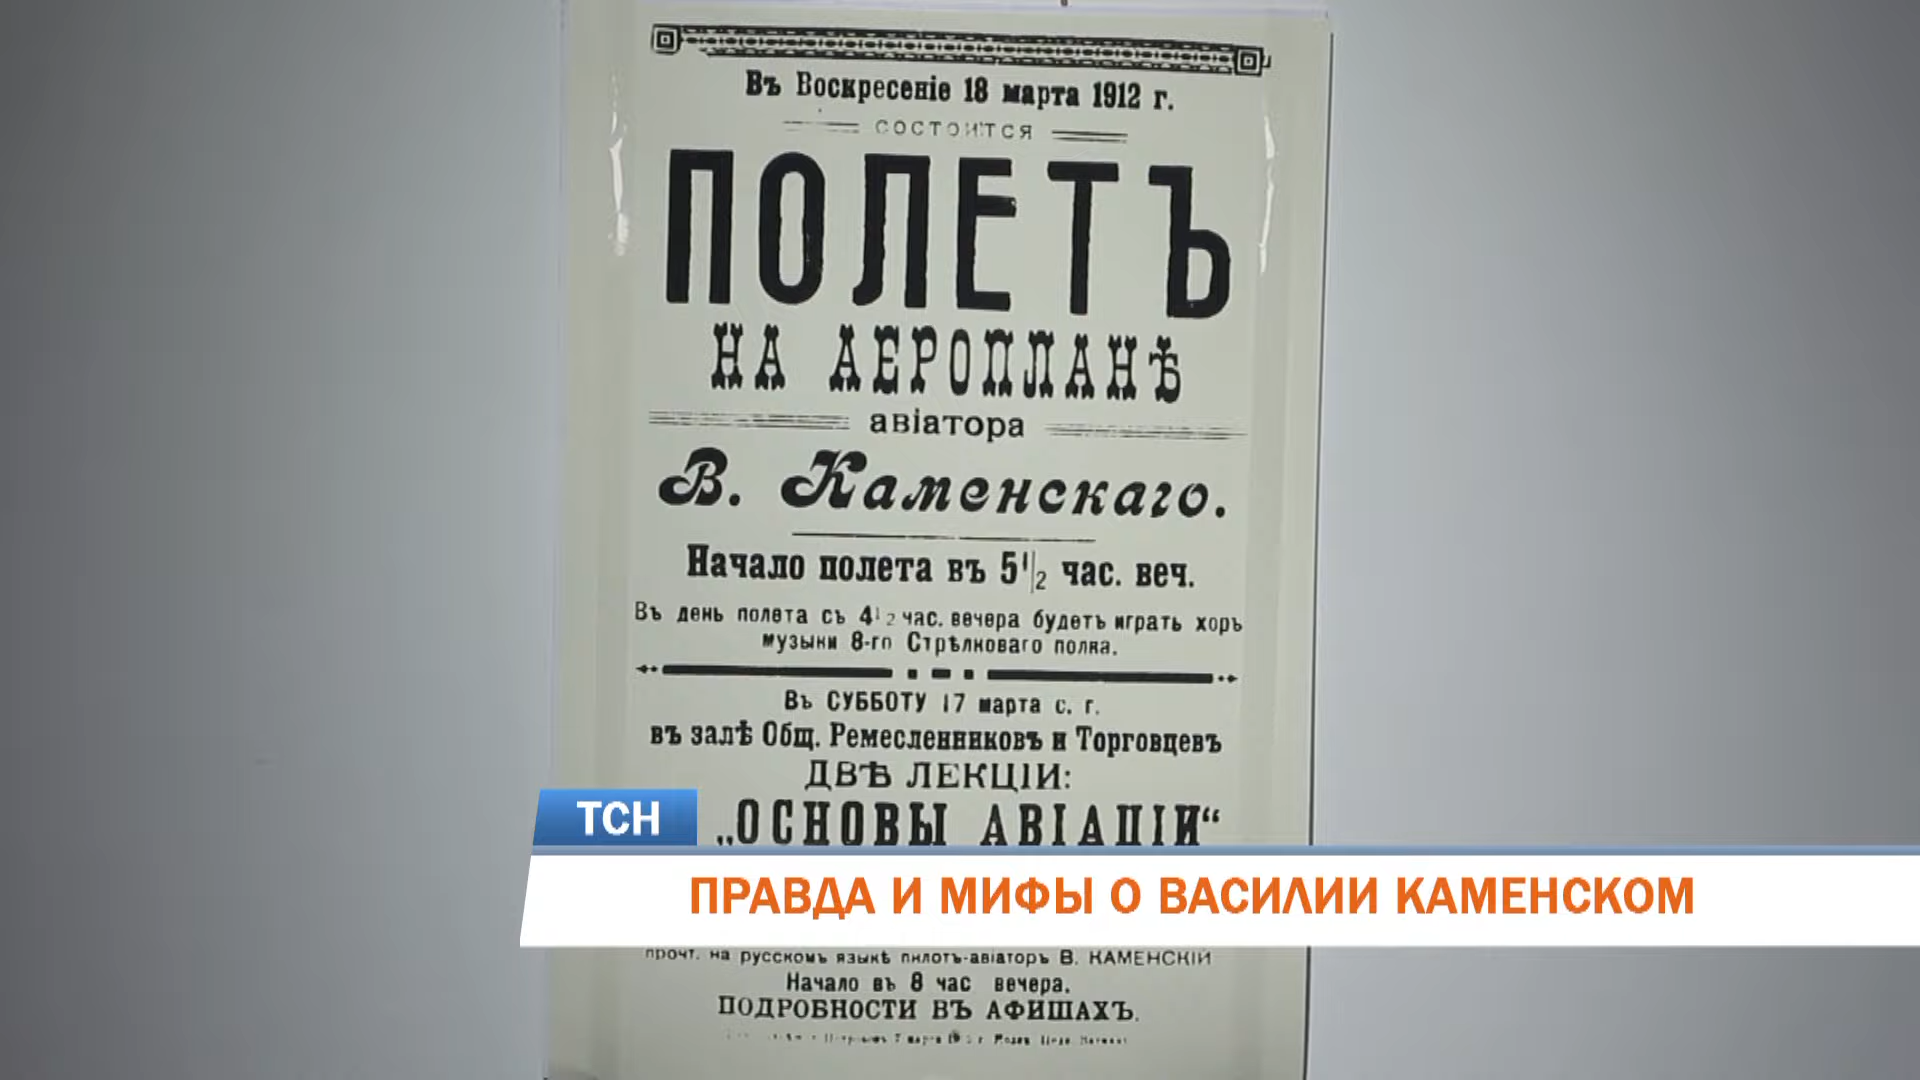 Въ Воскресеніе 18 марта 1912 г.
состоится
ПОЛЕТЪ
НА АЕРОПЛАНѢ
авіатора
В. Каменскаго.
Начало полета въ 5 1/2 час. веч.
Въ день полета съ 4 1/2 час. вечера будетъ играть хоръ
музыки 8-го Стрѣлковаго полка.
Въ СУББОТУ 17 марта с. г.
въ залѣ Общ. Ремесленниковъ и Торговцевъ
ДВѢ ЛЕКЦІИ:
„ОСНОВЫ АВІАЦІИ“
ТСН
ПРАВДА И МИФЫ О ВАСИЛИИ КАМЕНСКОМ
прочт. на русскомъ языкѣ пилотъ-авіаторъ В. КАМЕНСКІЙ
Начало въ 8 час вечера.
ПОДРОБНОСТИ ВЪ АФИШАХЪ.